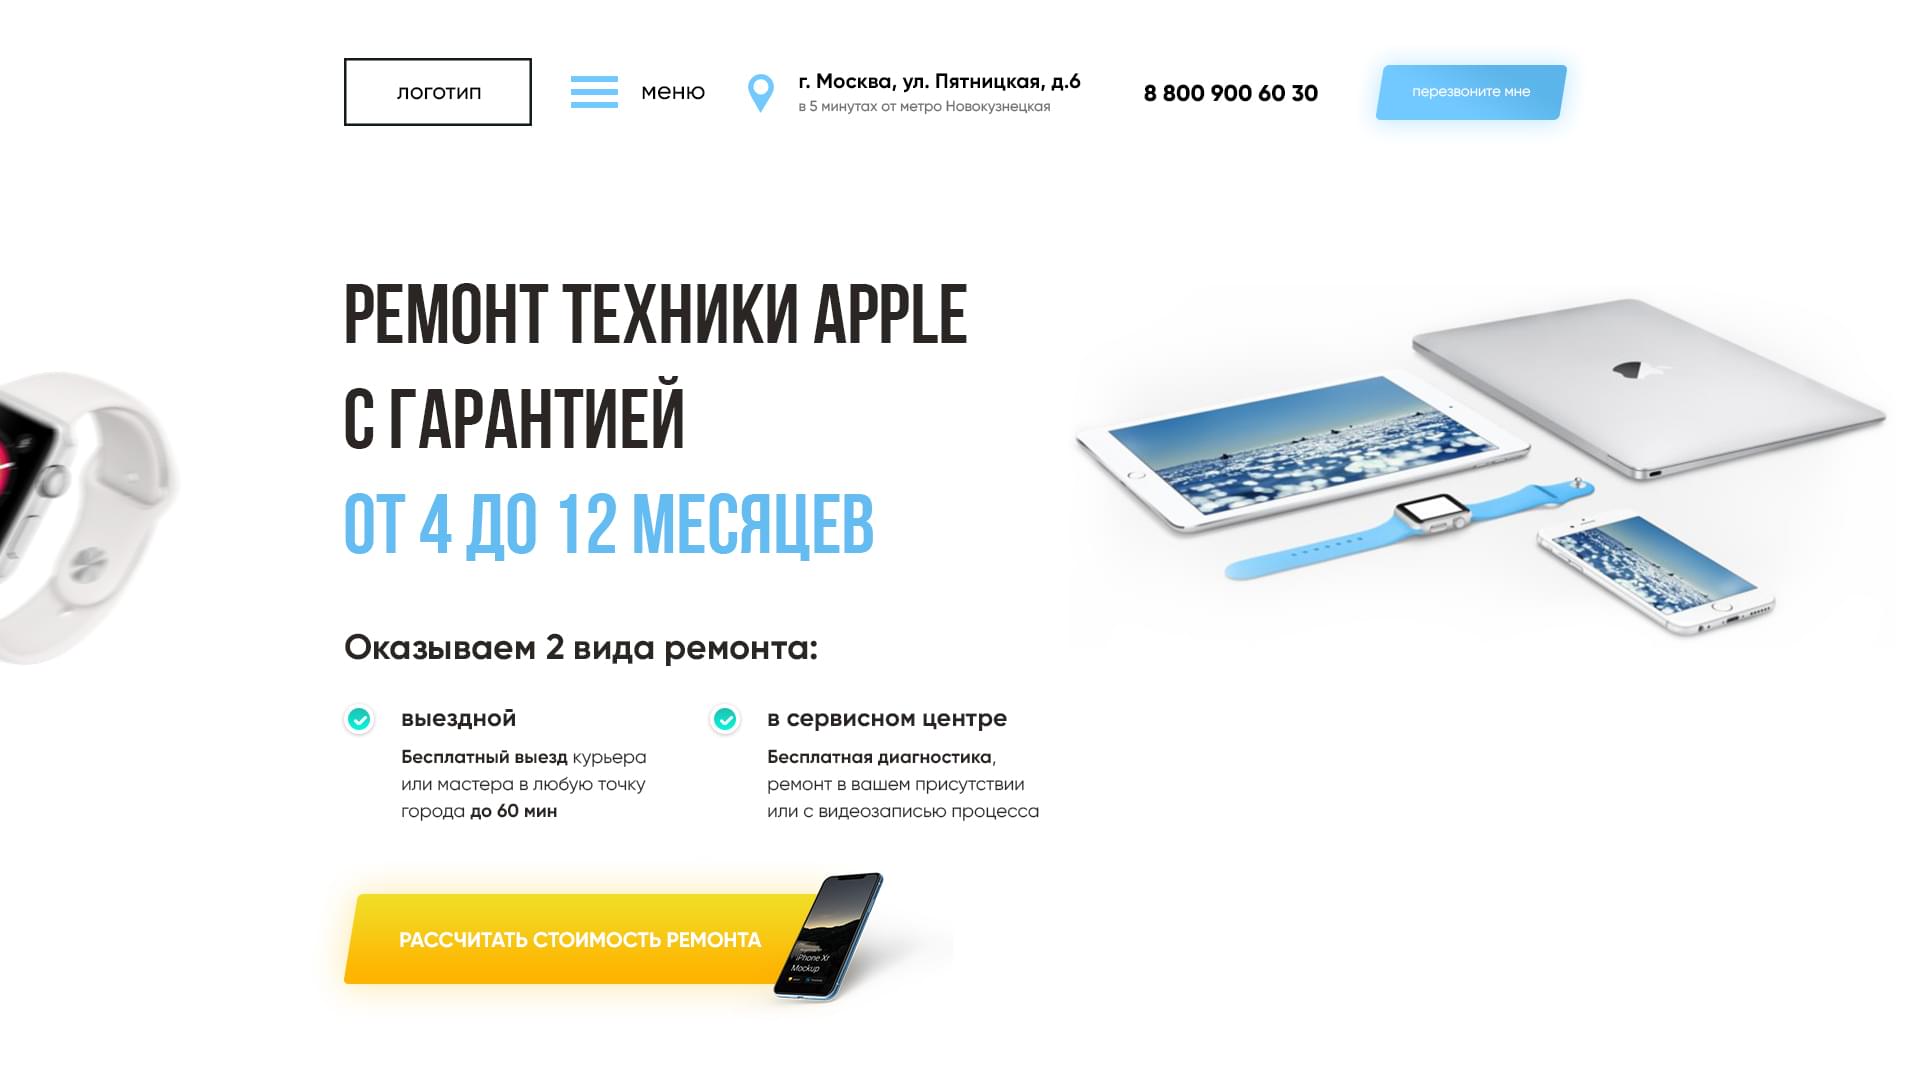 логотип
меню
г. Москва, ул. Пятницкая, д.6
в 5 минутах от метро Новокузнецкая
8 800 900 60 30
перезвоните мне
РЕМОНТ ТЕХНИКИ APPLE
С ГАРАНТИЕЙ
ОТ 4 ДО 12 МЕСЯЦЕВ
Оказываем 2 вида ремонта:
выездной
Бесплатный выезд курьера
или мастера в любую точку
города до 60 мин
в сервисном центре
Бесплатная диагностика,
ремонт в вашем присутствии
или с видеозаписью процесса
РАССЧИТАТЬ СТОИМОСТЬ РЕМОНТА
iPhone Xr
Mockup